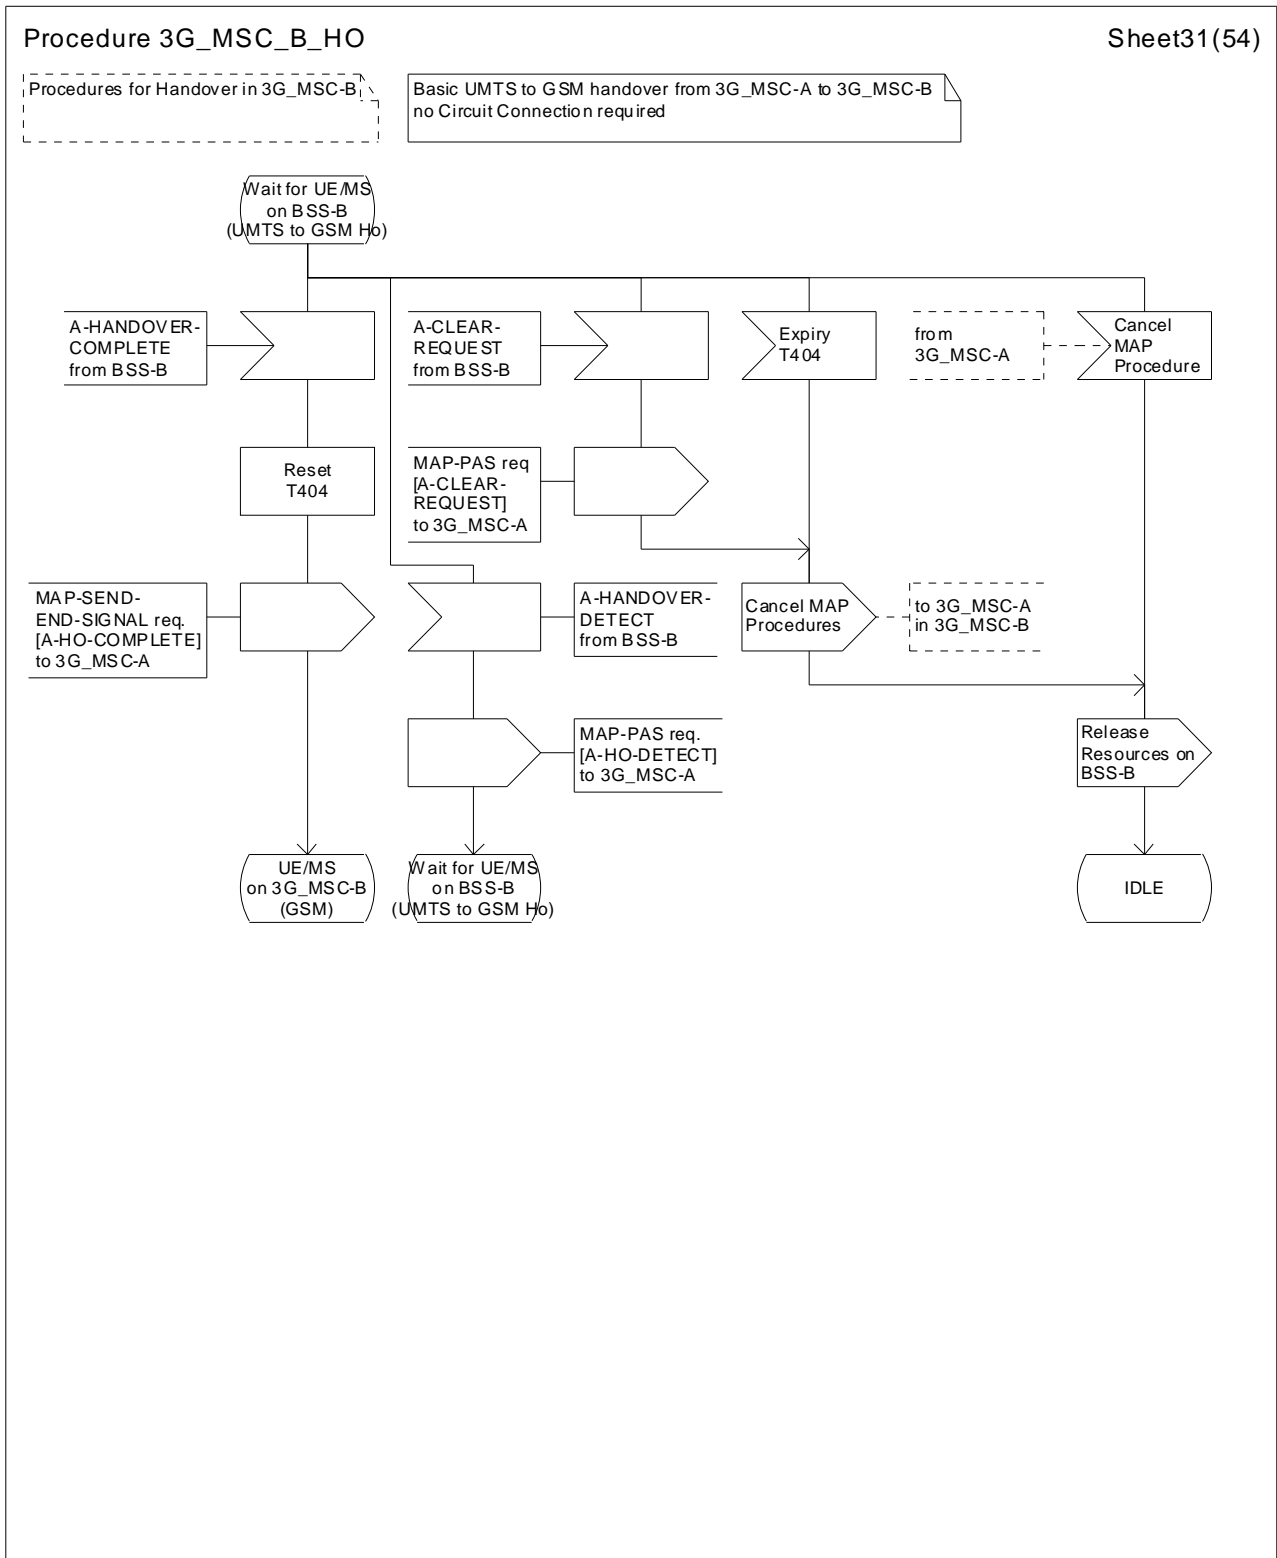 Procedure 3G_MSC_B_HO
Sheet31(54)
Procedures for Handover in 3G_MSC-B
Basic UMTS to GSM handover from 3G_MSC-A to 3G_MSC-B
no Circuit Connection required
Wait for UE/MS
on BSS-B
(UMTS to GSM Ho)
A-HANDOVER-
COMPLETE
from BSS-B
A-CLEAR-
REQUEST
from BSS-B
Expiry
T404
from
3G_MSC-A
Cancel
MAP
Procedure
Reset
T404
MAP-PAS req
[A-CLEAR-
REQUEST]
to 3G_MSC-A
MAP-SEND-
END-SIGNAL req.
[A-HO-COMPLETE]
to 3G_MSC-A
A-HANDOVER-
DETECT
from BSS-B
Cancel MAP
Procedures
to 3G_MSC-A
in 3G_MSC-B
MAP-PAS req.
[A-HO-DETECT]
to 3G_MSC-A
Release
Resources on
BSS-B
UE/MS
on 3G_MSC-B
(GSM)
Wait for UE/MS
on BSS-B
(UMTS to GSM Ho)
IDLE